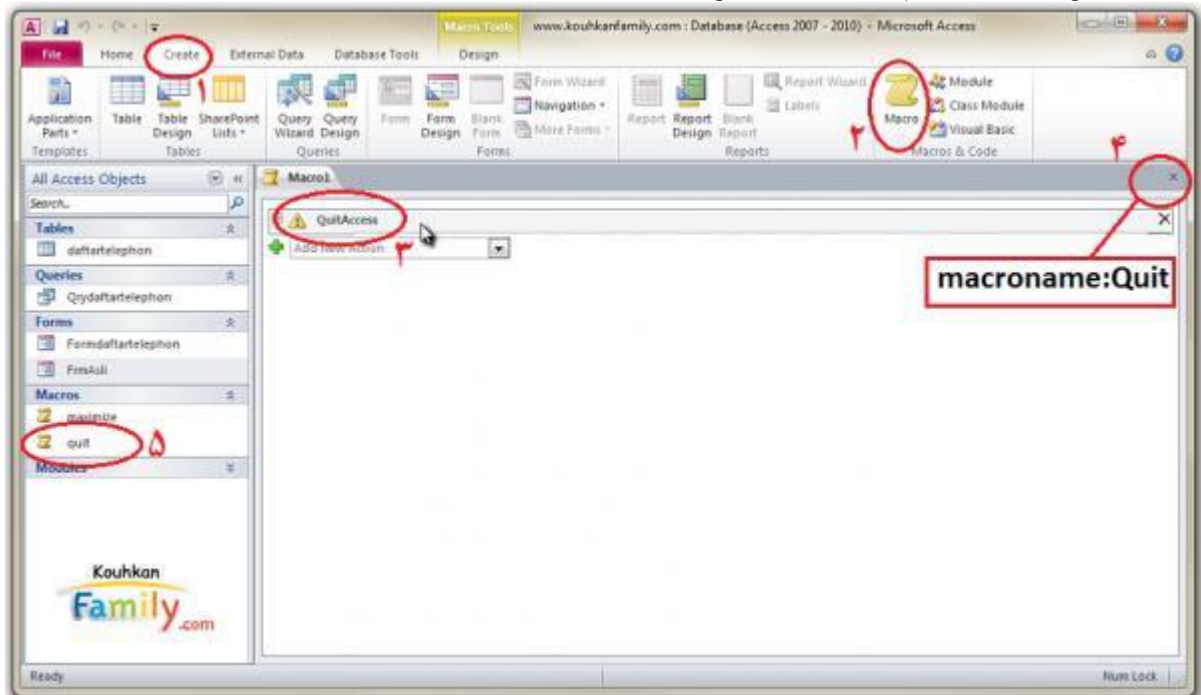 A
Macro Tools
www.kouhkanfamily.com : Database (Access 2007 - 2010) - Microsoft Access
File Home Create External Data Database Tools Design
۱
Application Parts
Table
Table Design
SharePoint Lists
Query Wizard
Query Design
Form
Form Design
Blank Form
Form Wizard
Navigation
More Forms
Report
Report Design
Blank Report
Report Wizard
Labels
۲
Macro
Module
Class Module
Visual Basic
Templates
Tables
Queries
Forms
Reports
Macros & Code
۴
All Access Objects
Macro1
Search..
QuitAccess
Add New Action
۳
macroname:Quit
Tables
daftartelephon
Queries
Qrydaftartelephon
Forms
Formdaftartelephon
FrmAsli
Macros
maximize
quit
۵
Modules
Kouhkan
Family.com
Ready
Num Lock